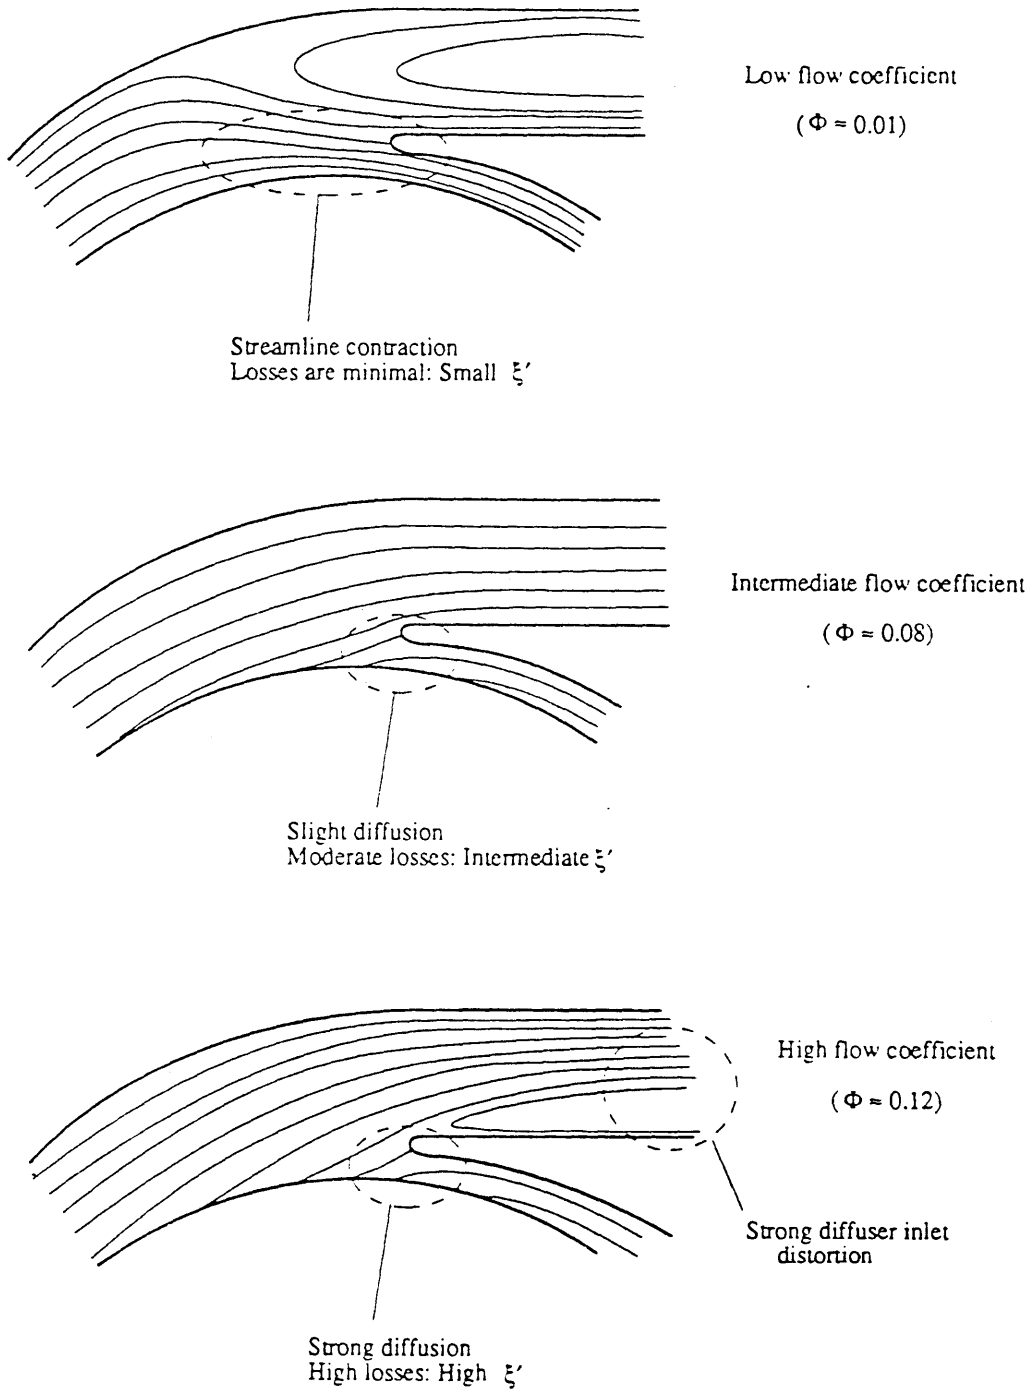 Low flow coefficient
(Φ = 0.01)
Streamline contraction
Losses are minimal: Small ξ′
Intermediate flow coefficient
(Φ = 0.08)
Slight diffusion
Moderate losses: Intermediate ξ′
High flow coefficient
(Φ ≈ 0.12)
Strong diffuser inlet
distortion
Strong diffusion
High losses: High ξ′